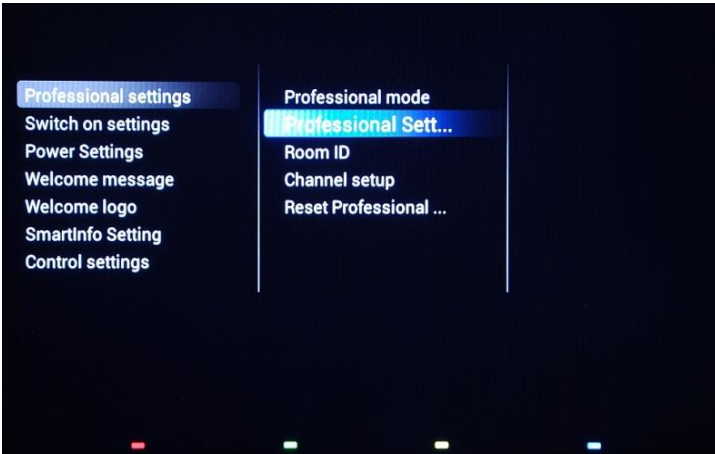 Professional settings
Switch on settings
Power Settings
Welcome message
Welcome logo
SmartInfo Setting
Control settings
Professional mode
Professional Sett...
Room ID
Channel setup
Reset Professional ...